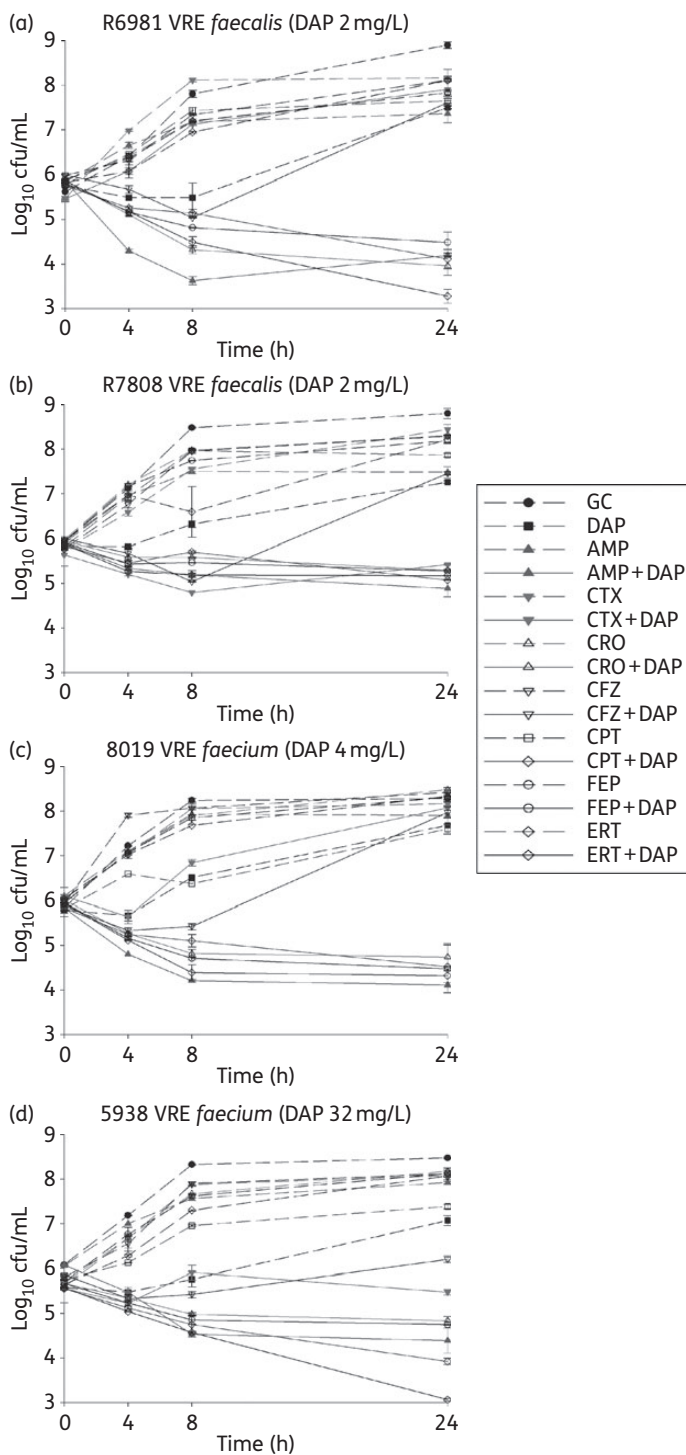 (a) R6981 VRE faecalis (DAP 2 mg/L)
9
8
7
6
5
4
3
Log10 cfu/mL
0 4 8 24
Time (h)
(b) R7808 VRE faecalis (DAP 2 mg/L)
9
8
7
6
5
4
3
Log10 cfu/mL
0 4 8 24
Time (h)
(c) 8019 VRE faecium (DAP 4 mg/L)
9
8
7
6
5
4
3
Log10 cfu/mL
0 4 8 24
Time (h)
(d) 5938 VRE faecium (DAP 32 mg/L)
9
8
7
6
5
4
3
Log10 cfu/mL
0 4 8 24
Time (h)
GC
DAP
AMP
AMP+DAP
CTX
CTX+DAP
CRO
CRO+DAP
CFZ
CFZ+DAP
CPT
CPT+DAP
FEP
FEP+DAP
ERT
ERT+DAP